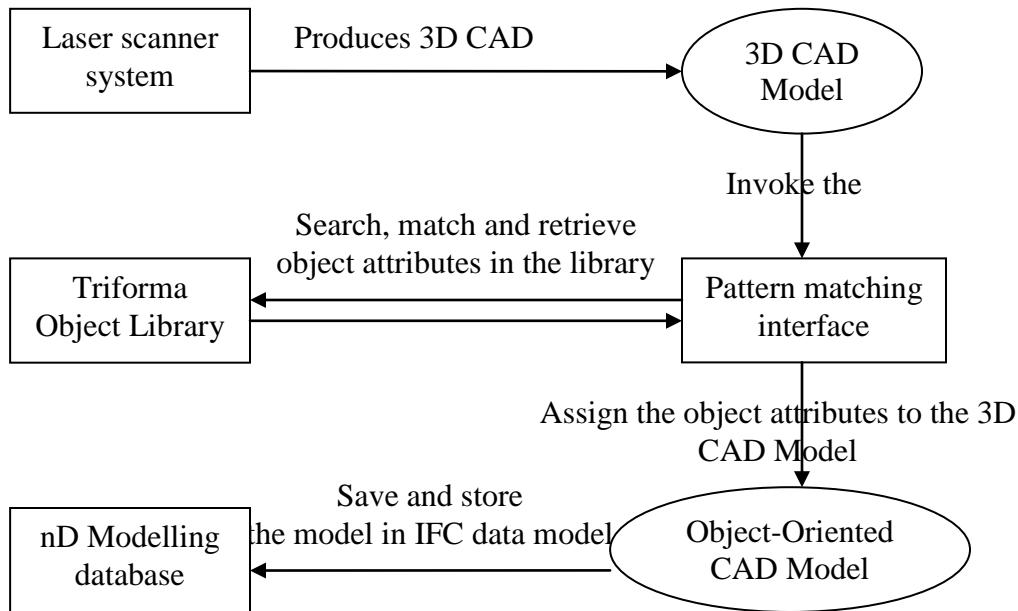 Laser scanner
system
Produces 3D CAD
3D CAD
Model
Invoke the
Search, match and retrieve
object attributes in the library
Triforma
Object Library
Pattern matching
interface
Assign the object attributes to the 3D
CAD Model
Save and store
the model in IFC data model
nD Modelling
database
Object-Oriented
CAD Model